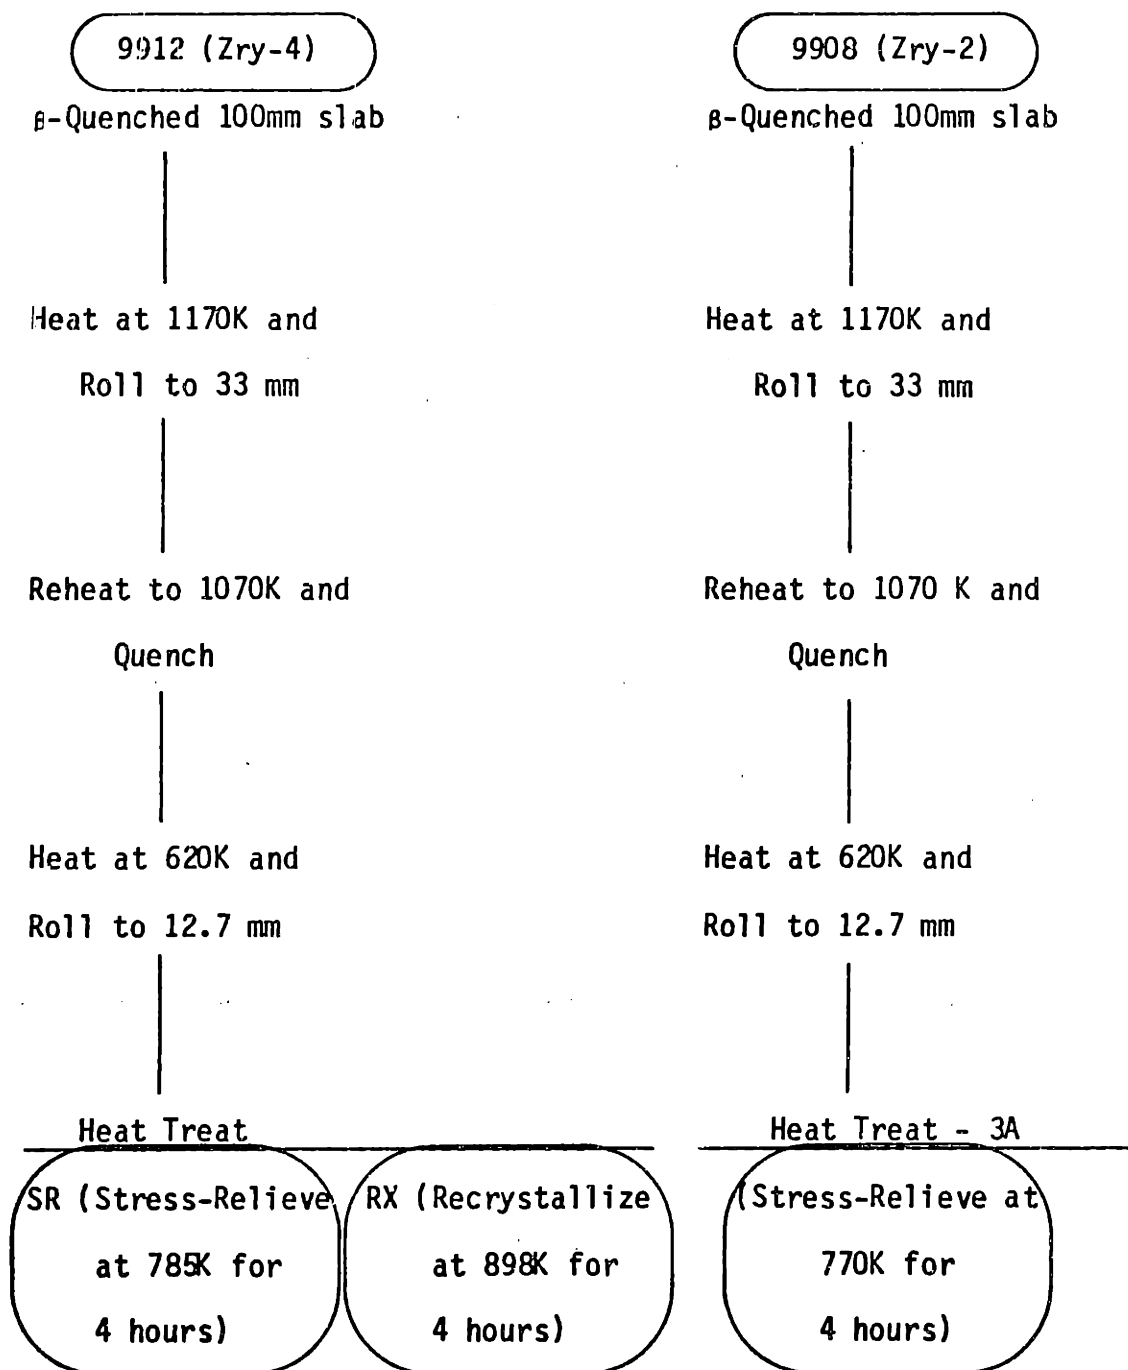 9912 (Zry-4)
β-Quenched 100mm slab
Heat at 1170K and
Roll to 33 mm
Reheat to 1070K and
Quench
Heat at 620K and
Roll to 12.7 mm
Heat Treat
SR (Stress-Relieve
at 785K for
4 hours)
RX (Recrystallize
at 898K for
4 hours)
9908 (Zry-2)
β-Quenched 100mm slab
Heat at 1170K and
Roll to 33 mm
Reheat to 1070 K and
Quench
Heat at 620K and
Roll to 12.7 mm
Heat Treat - 3A
(Stress-Relieve at
770K for
4 hours)